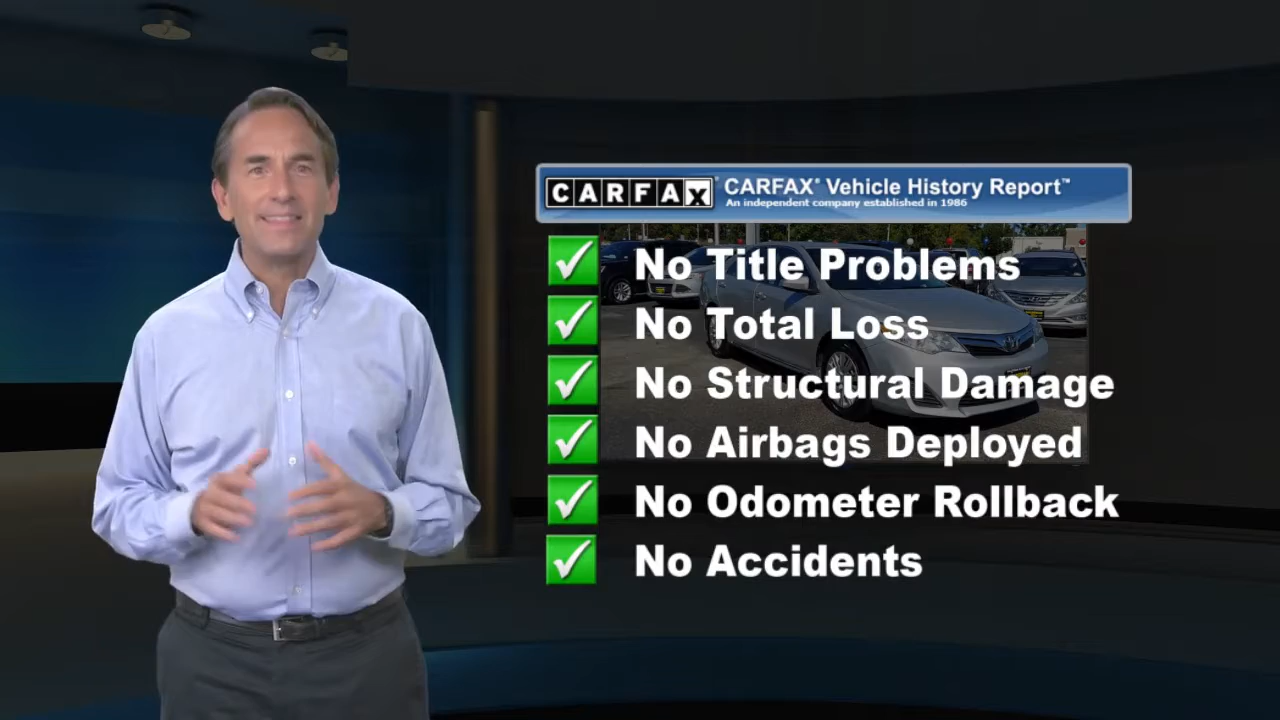 CARFAX® CARFAX® Vehicle History Report™
An independent company established in 1986
No Title Problems
No Total Loss
No Structural Damage
No Airbags Deployed
No Odometer Rollback
No Accidents